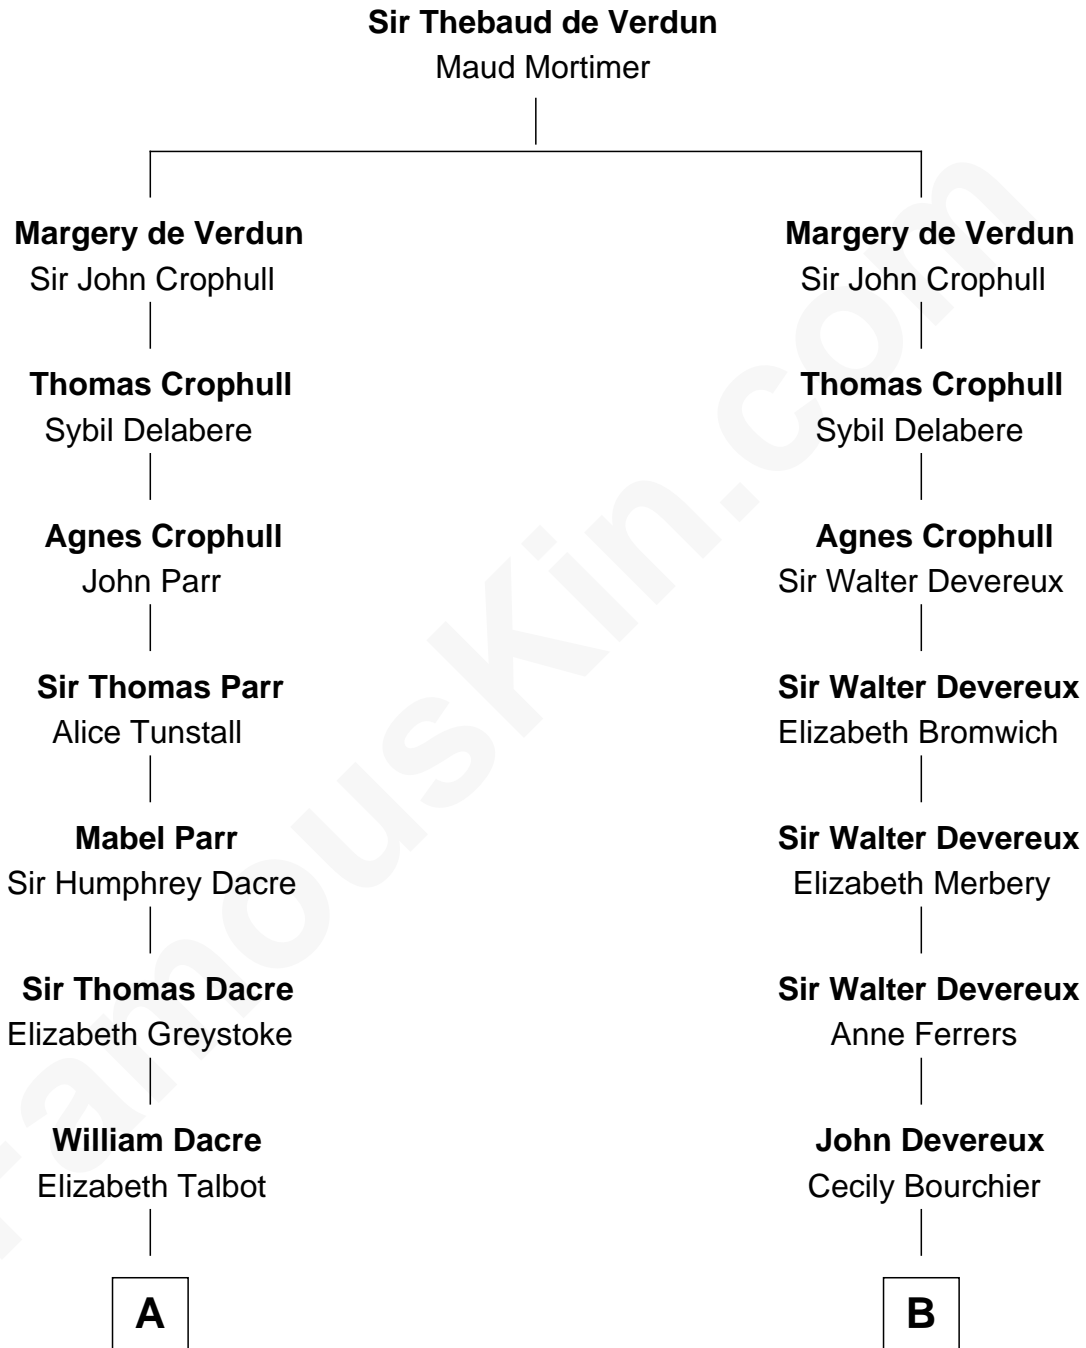 Sir Thebaud de Verdun
Maud Mortimer
Margery de Verdun
Sir John Crophull
Thomas Crophull
Sybil Delabere
Agnes Crophull
John Parr
Sir Thomas Parr
Alice Tunstall
Mabel Parr
Sir Humphrey Dacre
Sir Thomas Dacre
Elizabeth Greystoke
William Dacre
Elizabeth Talbot
A
Margery de Verdun
Sir John Crophull
Thomas Crophull
Sybil Delabere
Agnes Crophull
Sir Walter Devereux
Sir Walter Devereux
Elizabeth Bromwich
Sir Walter Devereux
Elizabeth Merbery
Sir Walter Devereux
Anne Ferrers
John Devereux
Cecily Bourchier
B
FamousKin.com